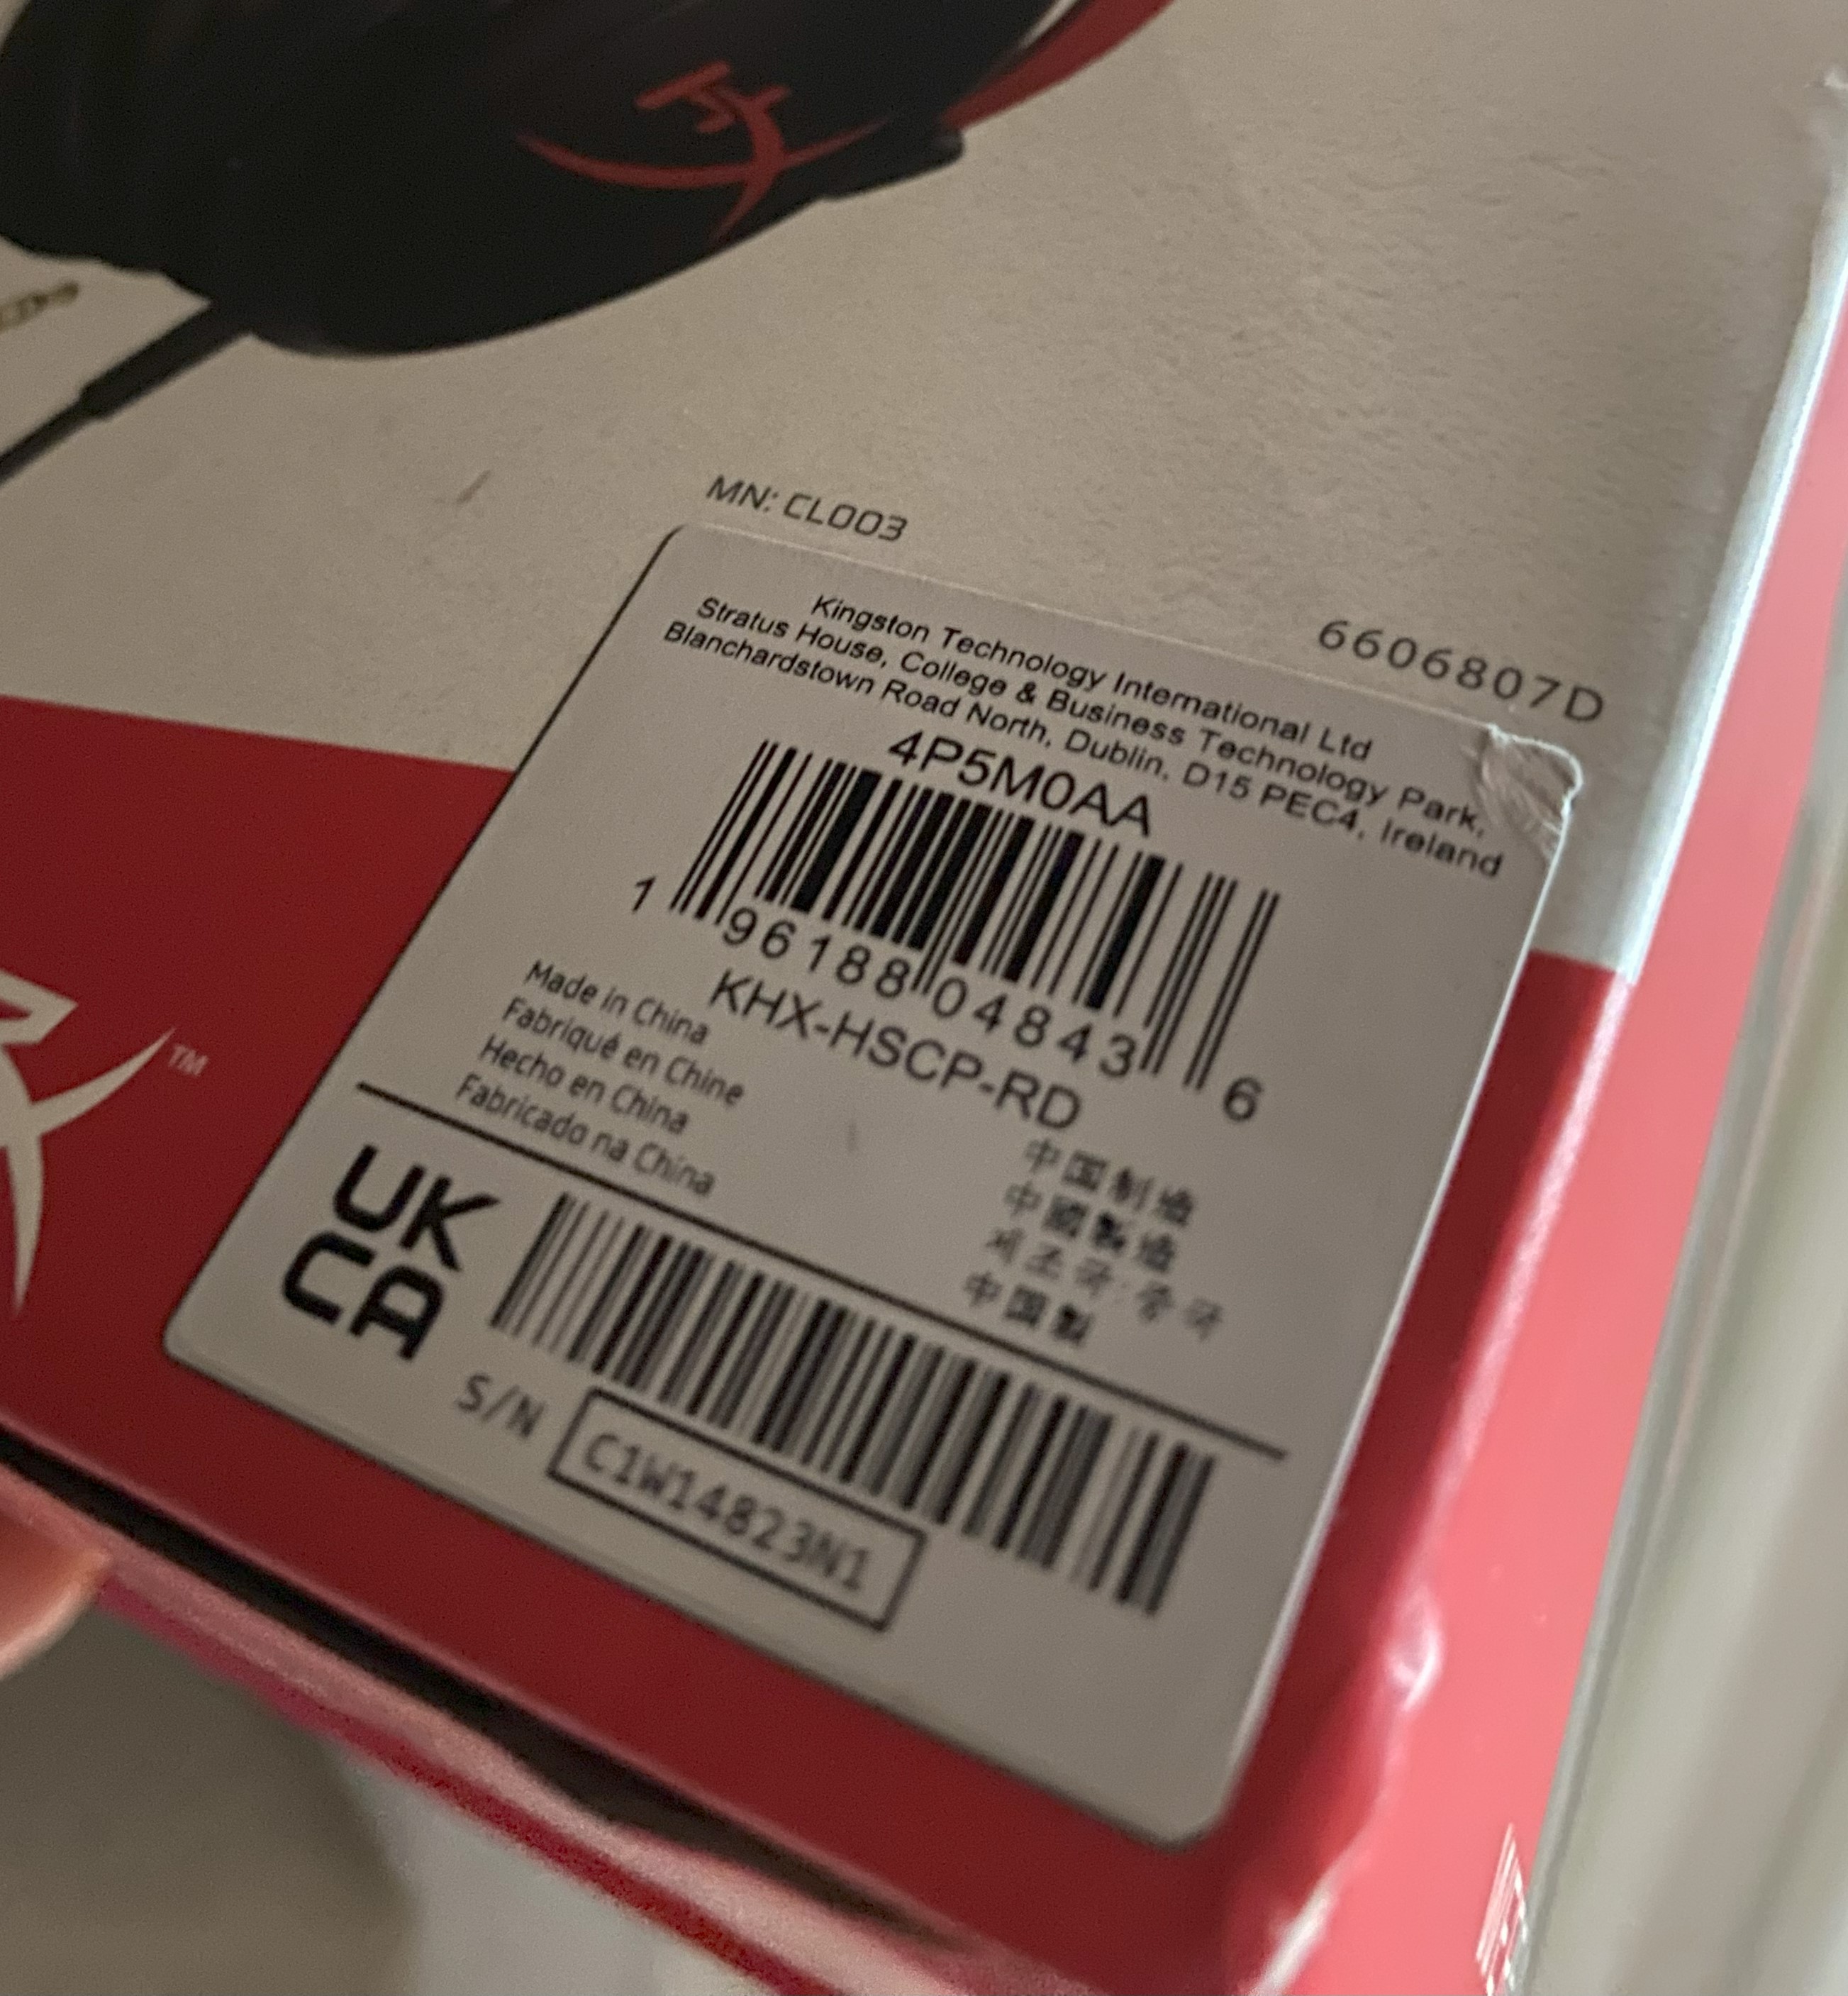 MN: CL003
6606807D
Kingston Technology International Ltd
Stratus House, College & Business Technology Park,
Blanchardstown Road North, Dublin, D15 PEC4, Ireland
4P5M0AA
1 96188 04843 6
KHX-HSCP-RD
Made in China
Fabriqué en Chine
Hecho en China
Fabricado na China
中国制造
中國製造
제조국:중국
中国製
UK
CA
S/N C1W14823N1
TM